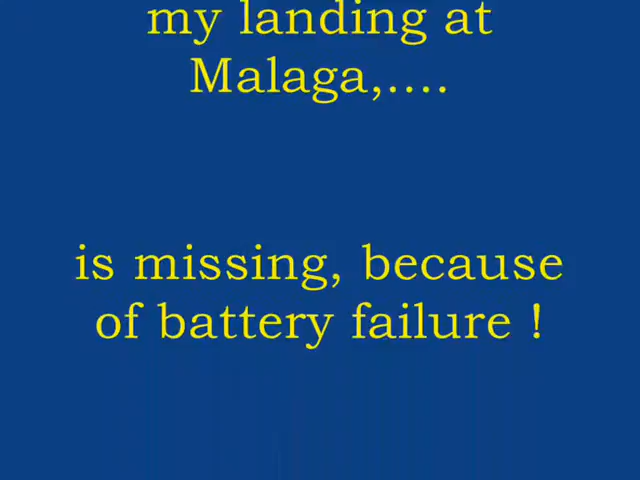 my landing at
Malaga,....
is missing, because
of battery failure !